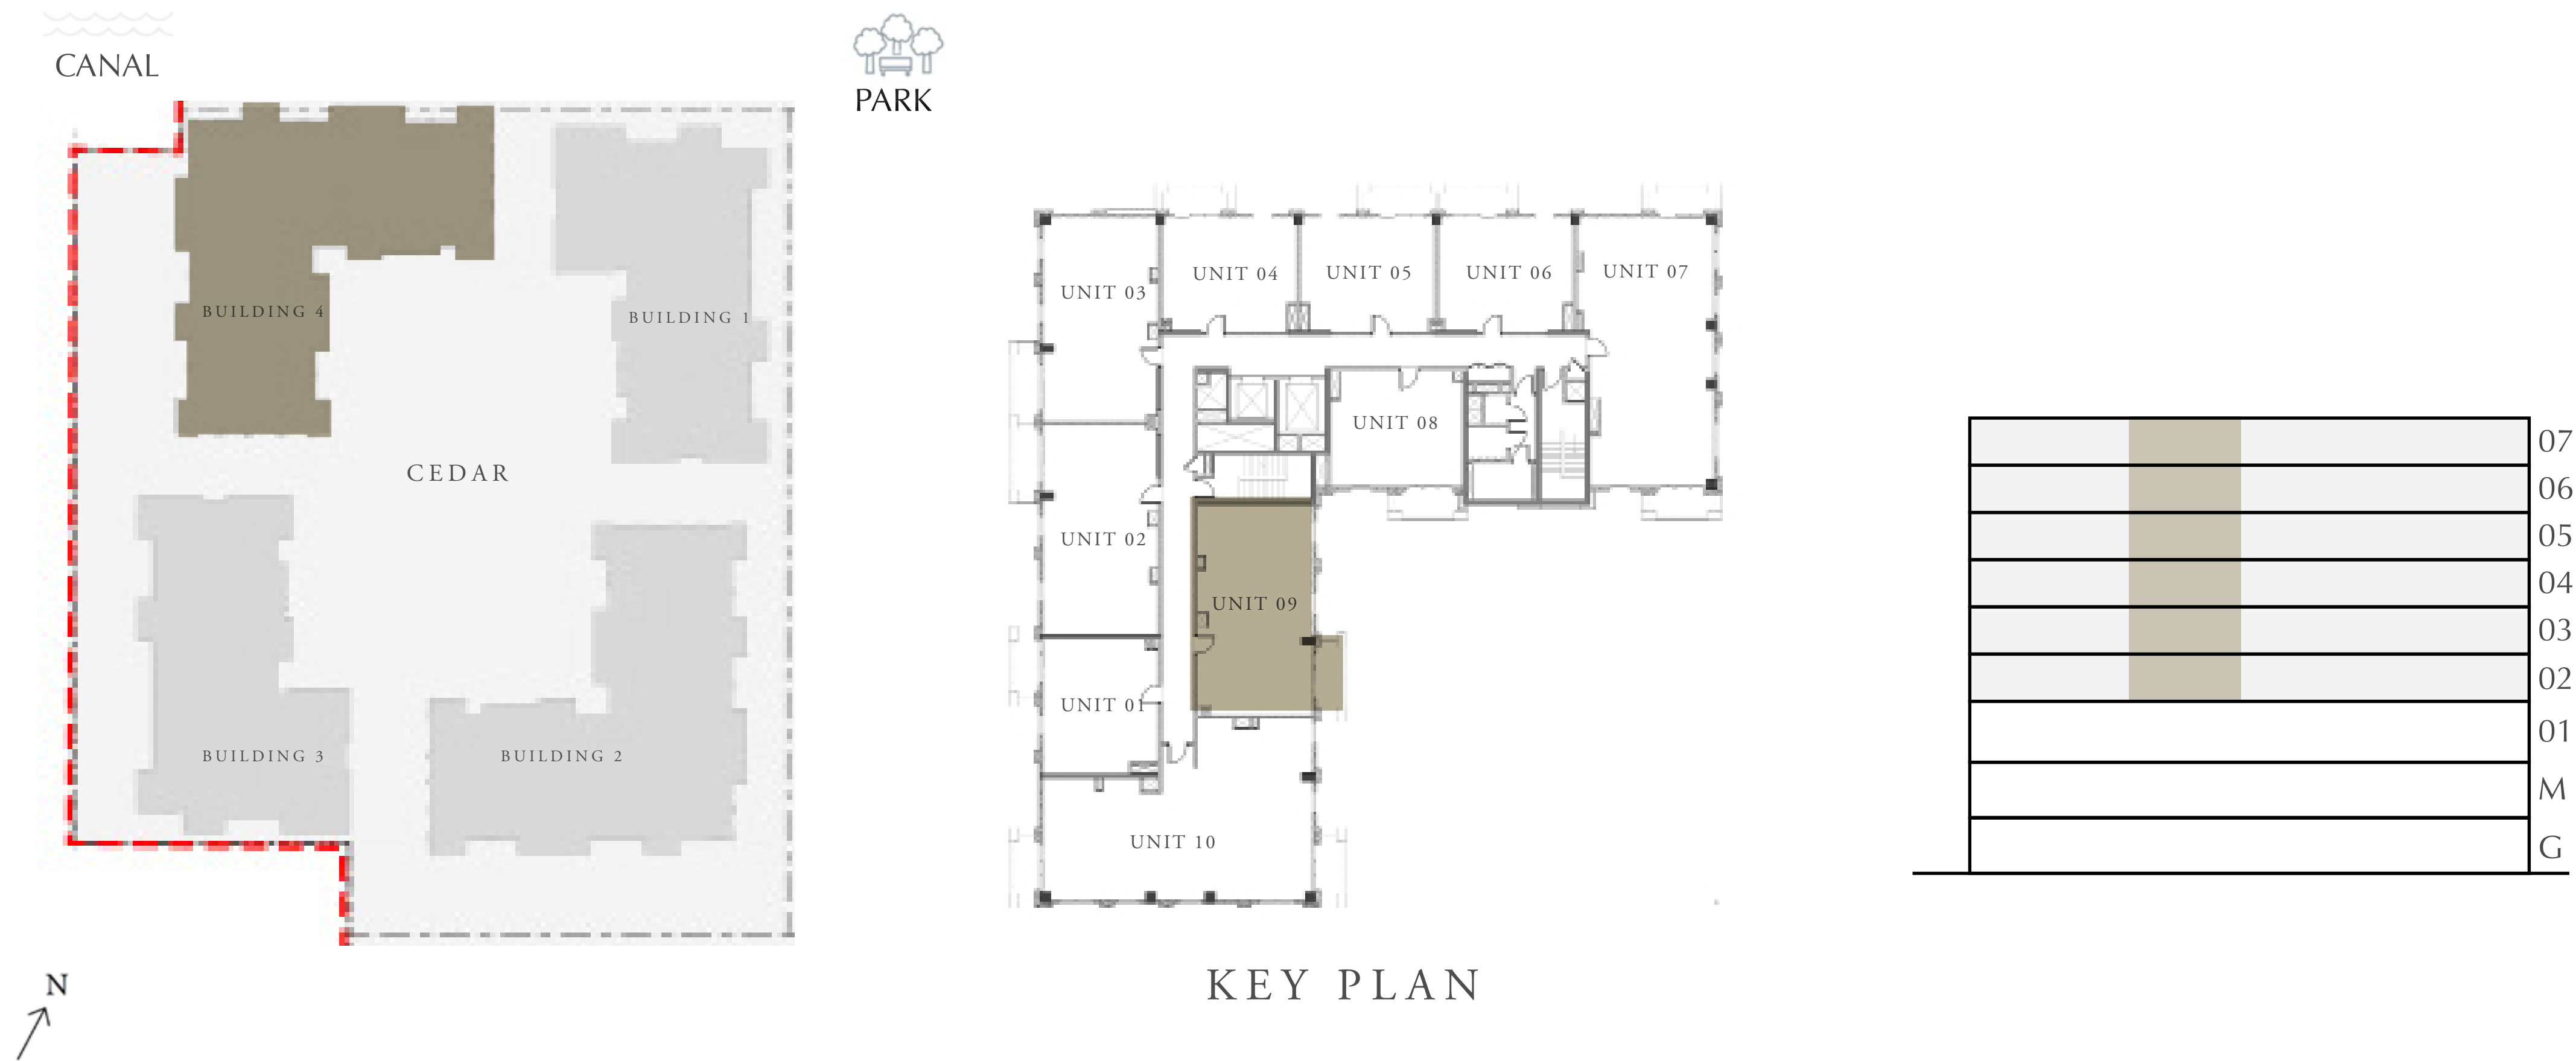 CANAL
PARK
BUILDING 4
BUILDING 1
CEDAR
BUILDING 3
BUILDING 2
N
UNIT 03
UNIT 04
UNIT 05
UNIT 06
UNIT 07
UNIT 08
UNIT 02
UNIT 09
UNIT 01
UNIT 10
KEY PLAN
07
06
05
04
03
02
01
M
G